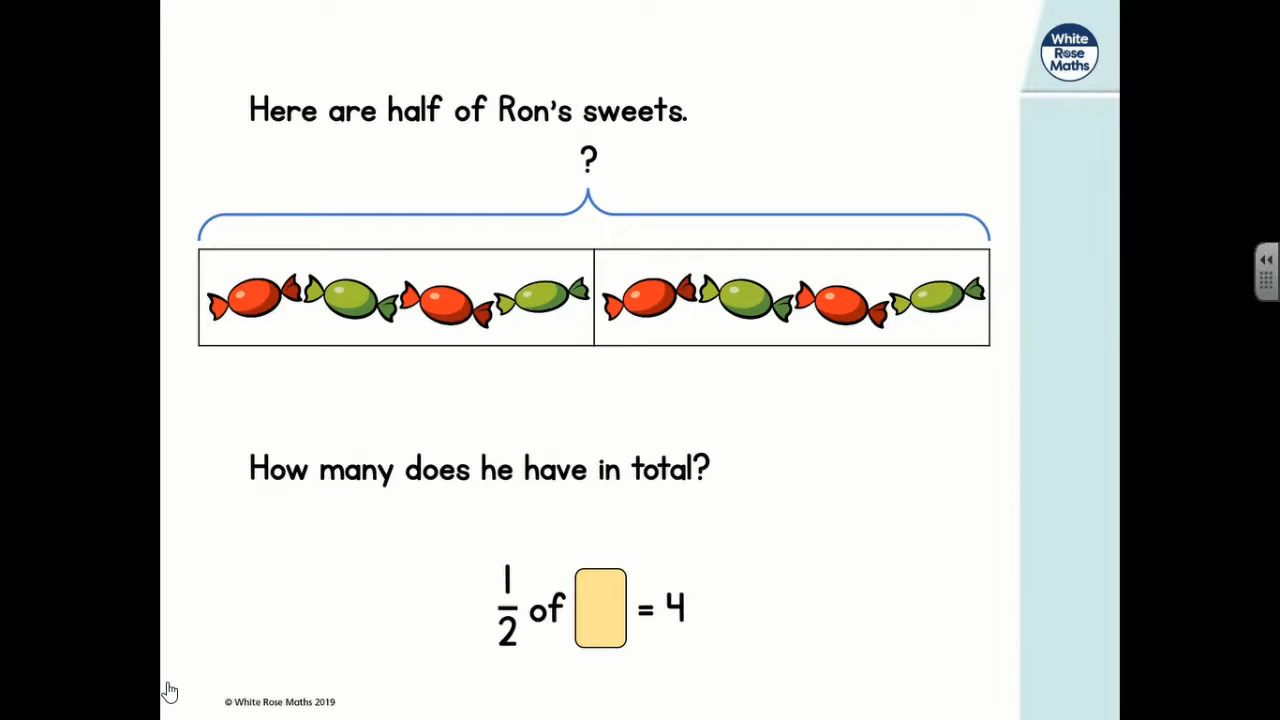 White
Rose
Maths
Here are half of Ron's sweets.
?
How many does he have in total?
1
2
of = 4
© White Rose Maths 2019